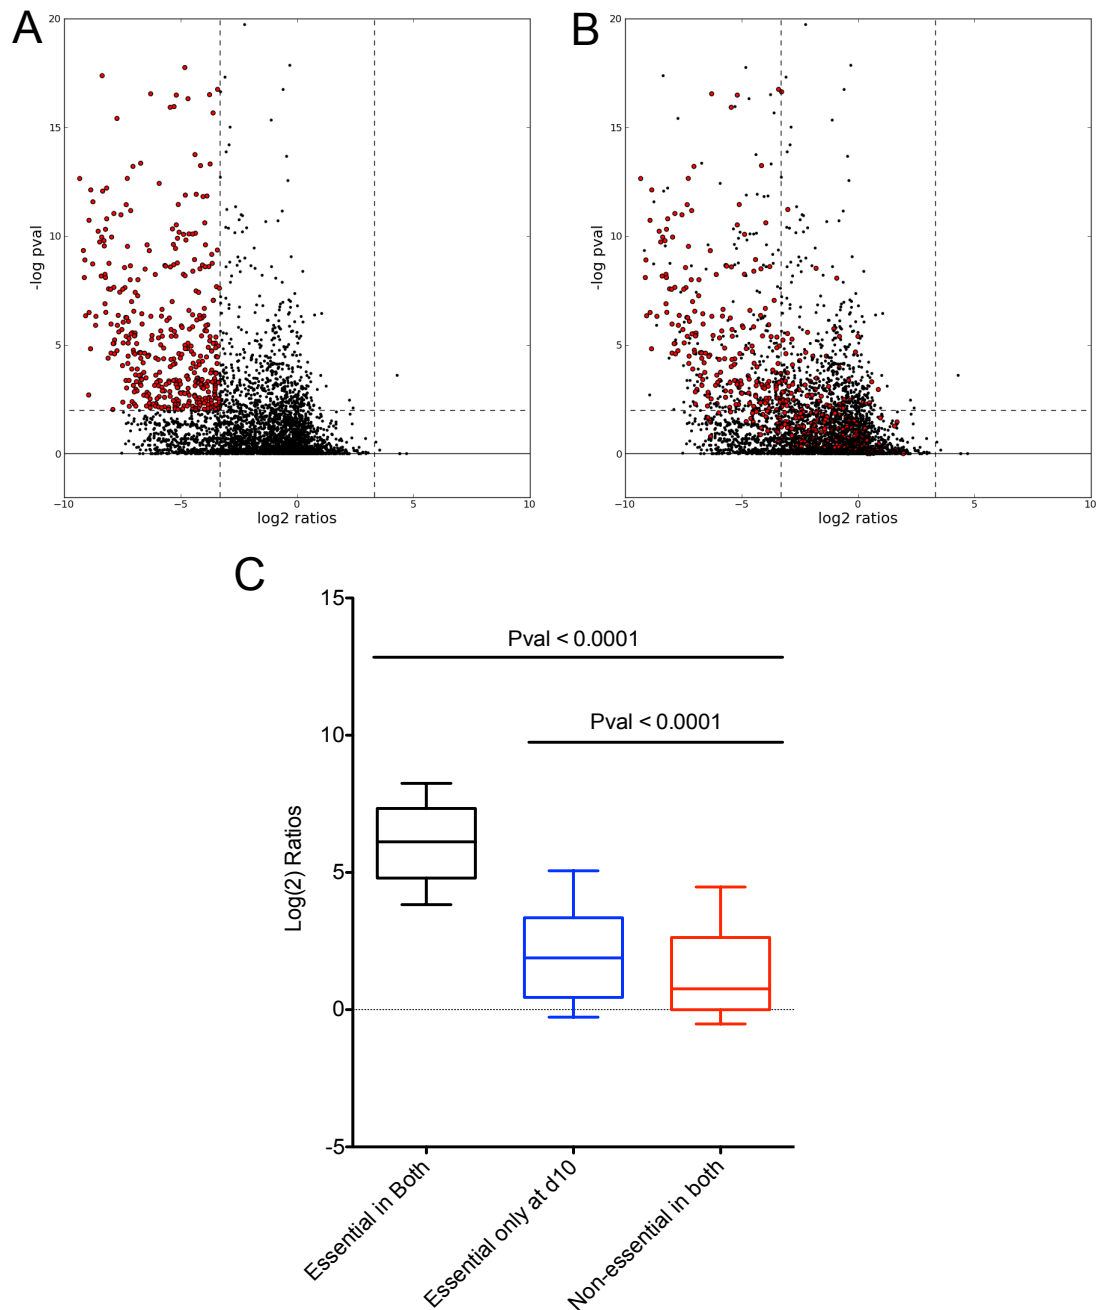 A
B
20
15
10
5
0
-log pval
−10
−5
0
5
10
log2 ratios
20
15
10
5
0
-log pval
−10
−5
0
5
10
log2 ratios
C
15
10
5
0
-5
Log(2) Ratios
Pval < 0.0001
Pval < 0.0001
Essential in Both
Essential only at d10
Non-essential in both